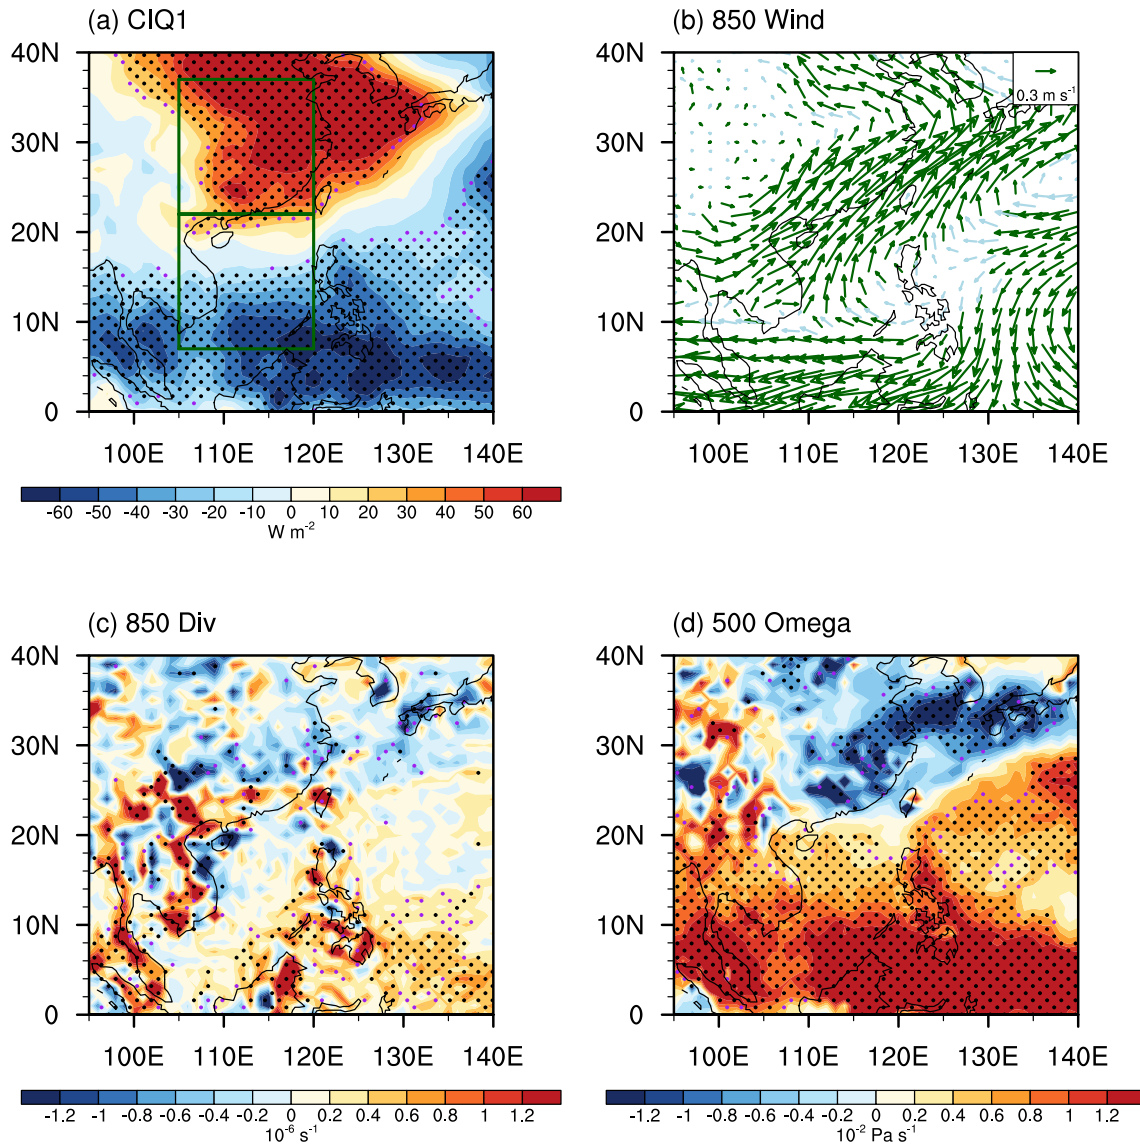 (a) CIQ1
40N
30N
20N
10N
0
100E 110E 120E 130E 140E
-60 -50 -40 -30 -20 -10 0 10 20 30 40 50 60
W m⁻²
(b) 850 Wind
0.3 m s⁻¹
40N
30N
20N
10N
0
100E 110E 120E 130E 140E
(c) 850 Div
40N
30N
20N
10N
0
100E 110E 120E 130E 140E
-1.2 -1 -0.8 -0.6 -0.4 -0.2 0 0.2 0.4 0.6 0.8 1 1.2
10⁻⁶ s⁻¹
(d) 500 Omega
40N
30N
20N
10N
0
100E 110E 120E 130E 140E
-1.2 -1 -0.8 -0.6 -0.4 -0.2 0 0.2 0.4 0.6 0.8 1 1.2
10⁻² Pa s⁻¹